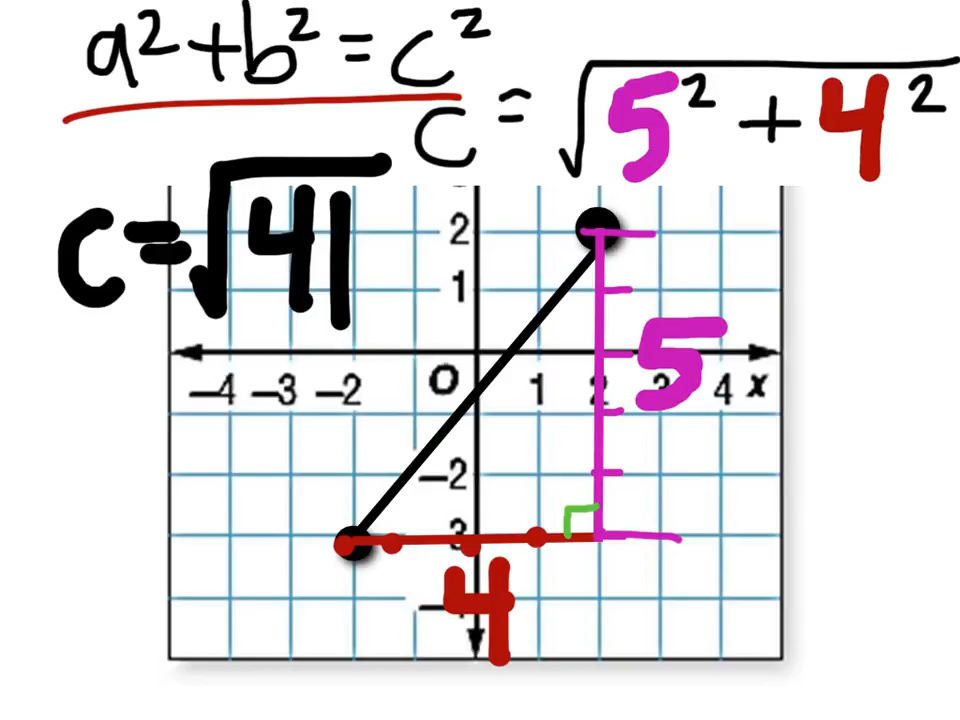 a² + b² = c²
c = √5² + 4²
c = √41
2
1
−4 −3 −2 O 1 2 3 4 x
5
−2
3
4